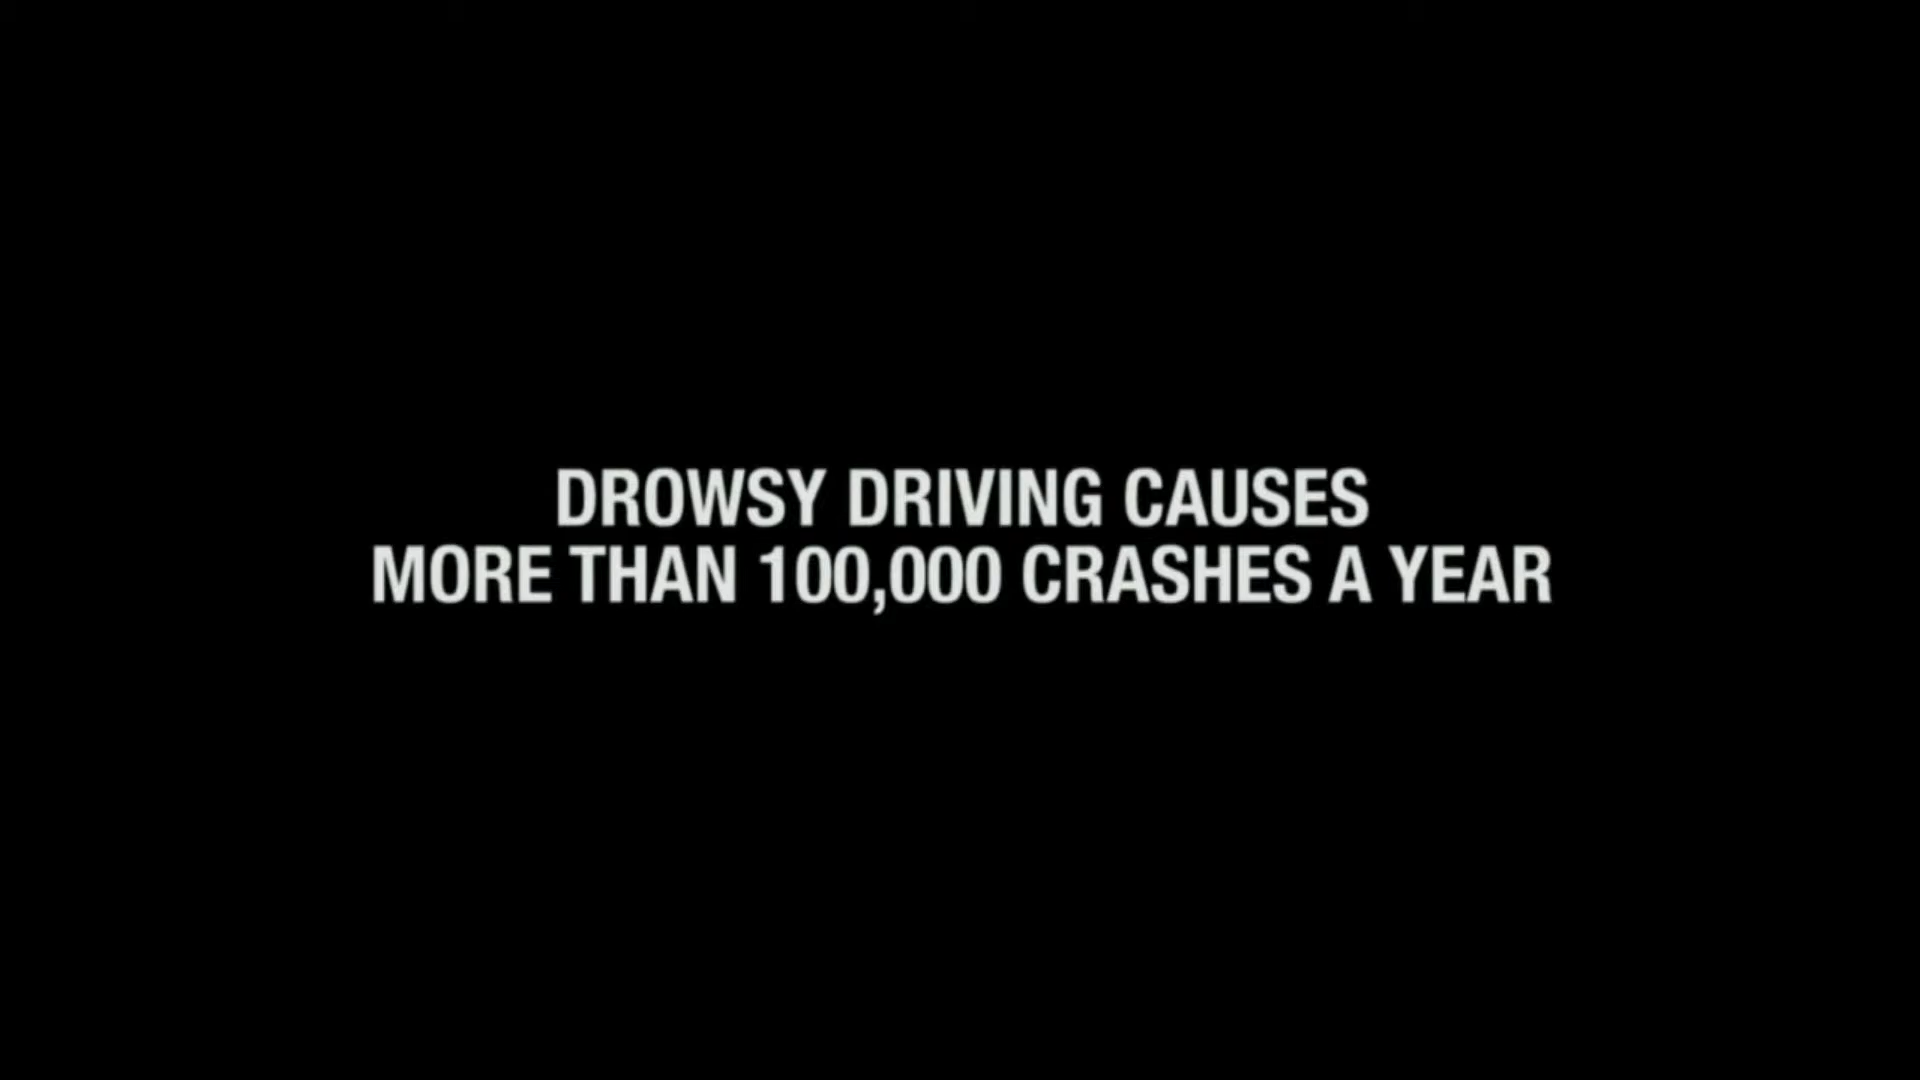 DROWSY DRIVING CAUSES
MORE THAN 100,000 CRASHES A YEAR